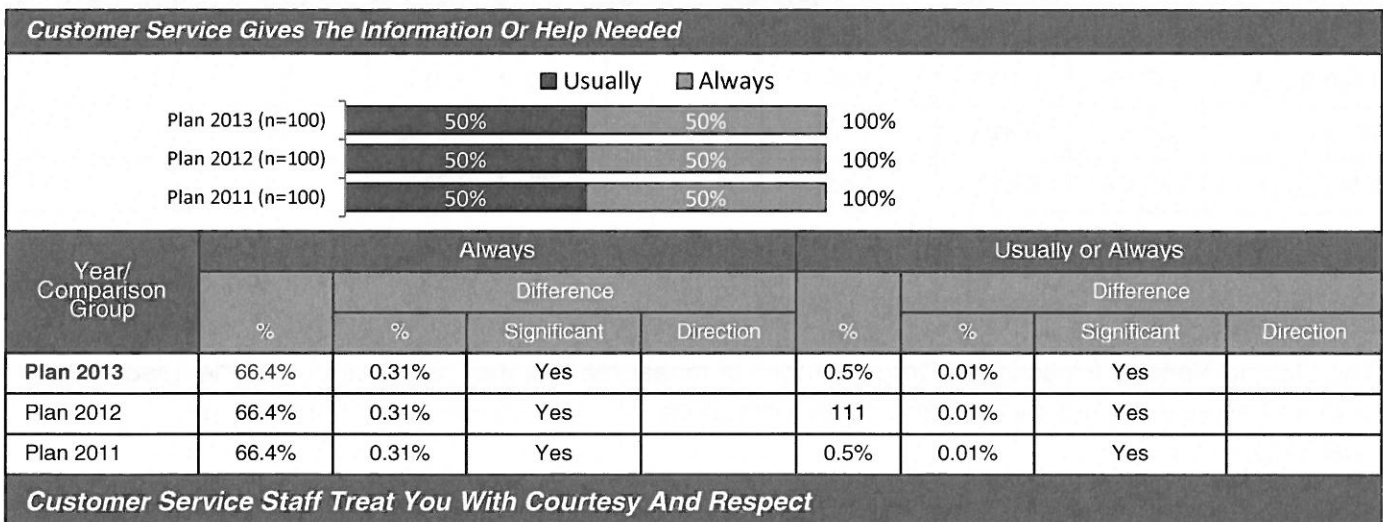 Customer Service Gives The Information Or Help Needed
Usually Always
Plan 2013 (n=100) 50% 50% 100%
Plan 2012 (n=100) 50% 50% 100%
Plan 2011 (n=100) 50% 50% 100%
Year/ Comparison Group
Always Usually or Always
Difference Difference
% % Significant Direction % % Significant Direction
Plan 2013 66.4% 0.31% Yes 0.5% 0.01% Yes
Plan 2012 66.4% 0.31% Yes 111 0.01% Yes
Plan 2011 66.4% 0.31% Yes 0.5% 0.01% Yes
Customer Service Staff Treat You With Courtesy And Respect